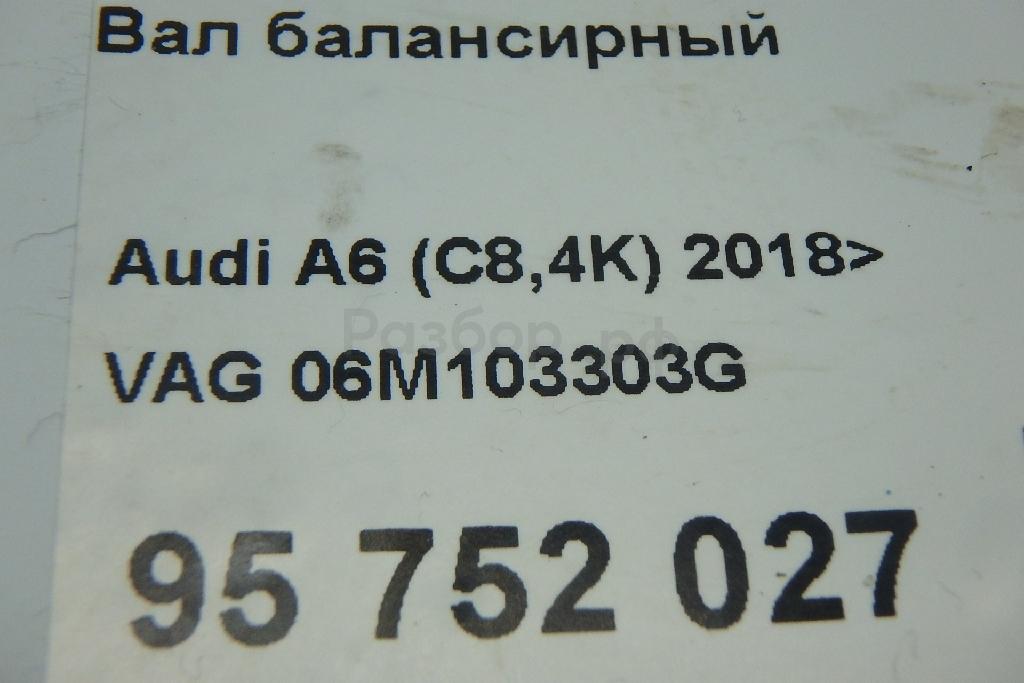 Вал балансирный
Audi A6 (C8,4K) 2018>
Разбор.рф
VAG 06M103303G
95 752 027